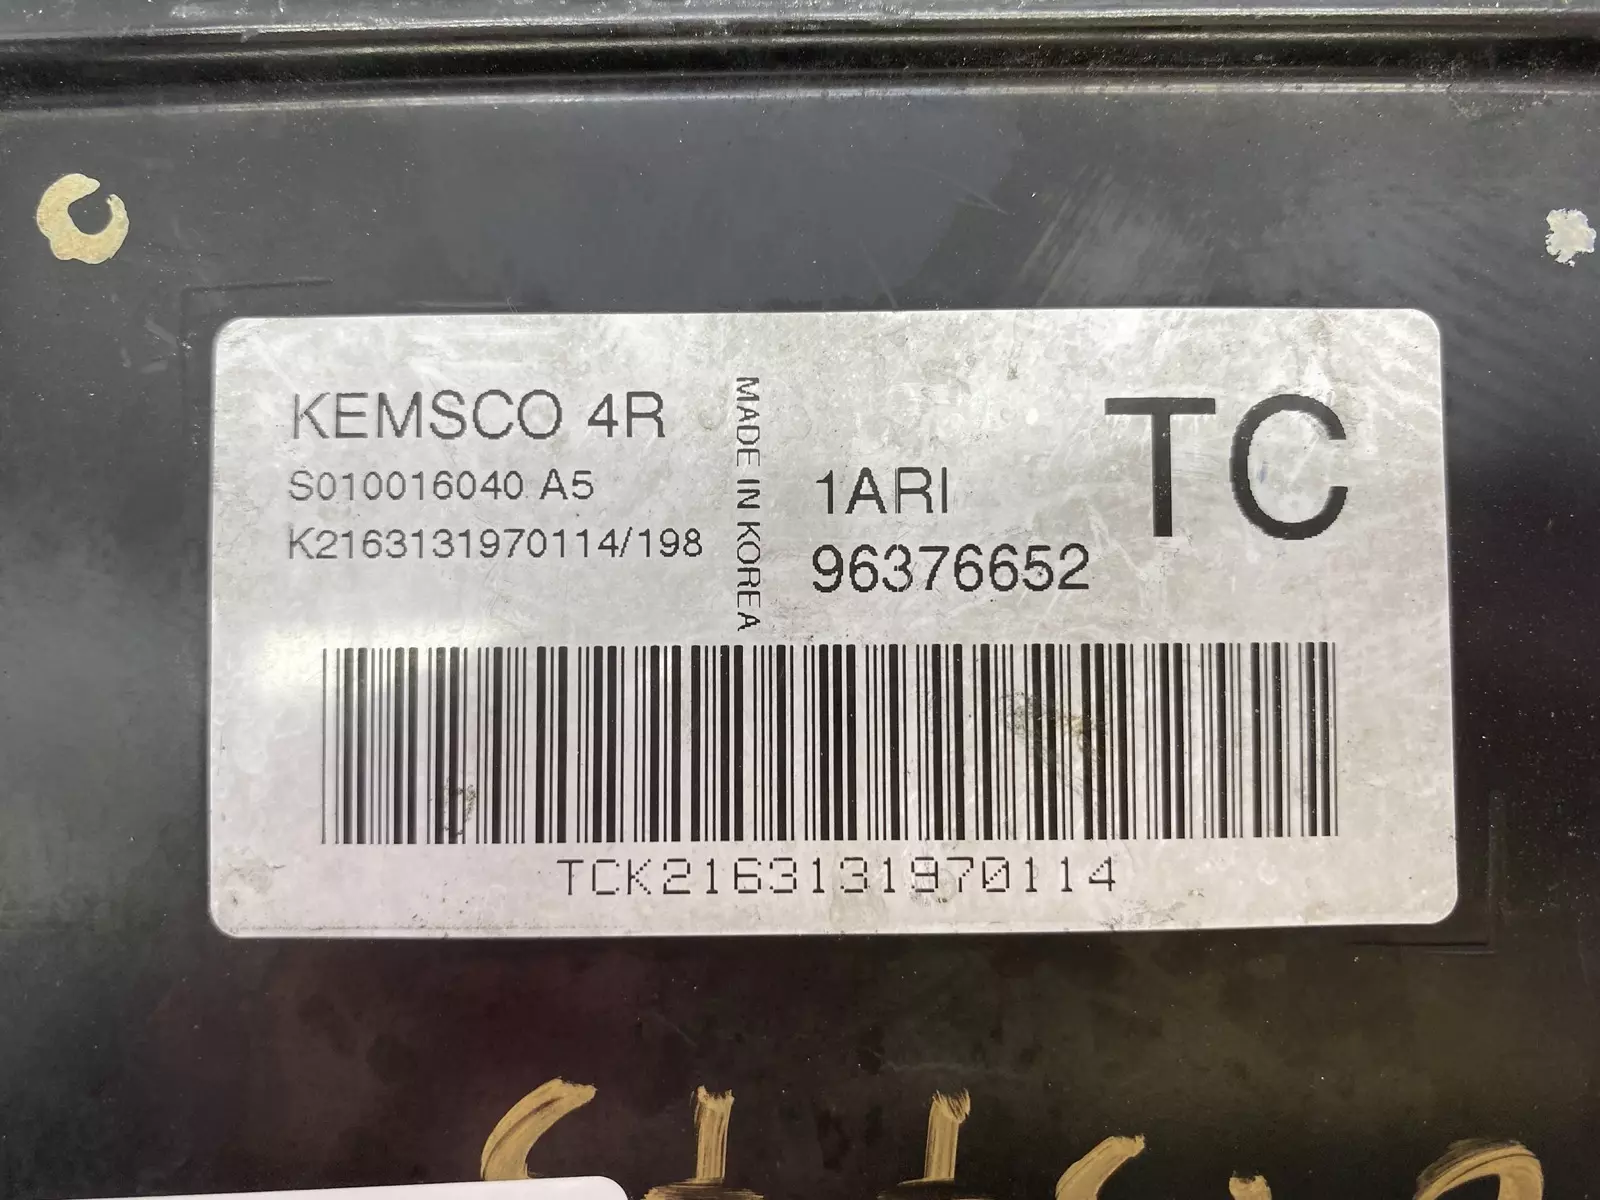 KEMSCO 4R
S010016040 A5
K2163131970114/198
MADE IN KOREA
1ARI
96376652
TC
TCK2163131970114